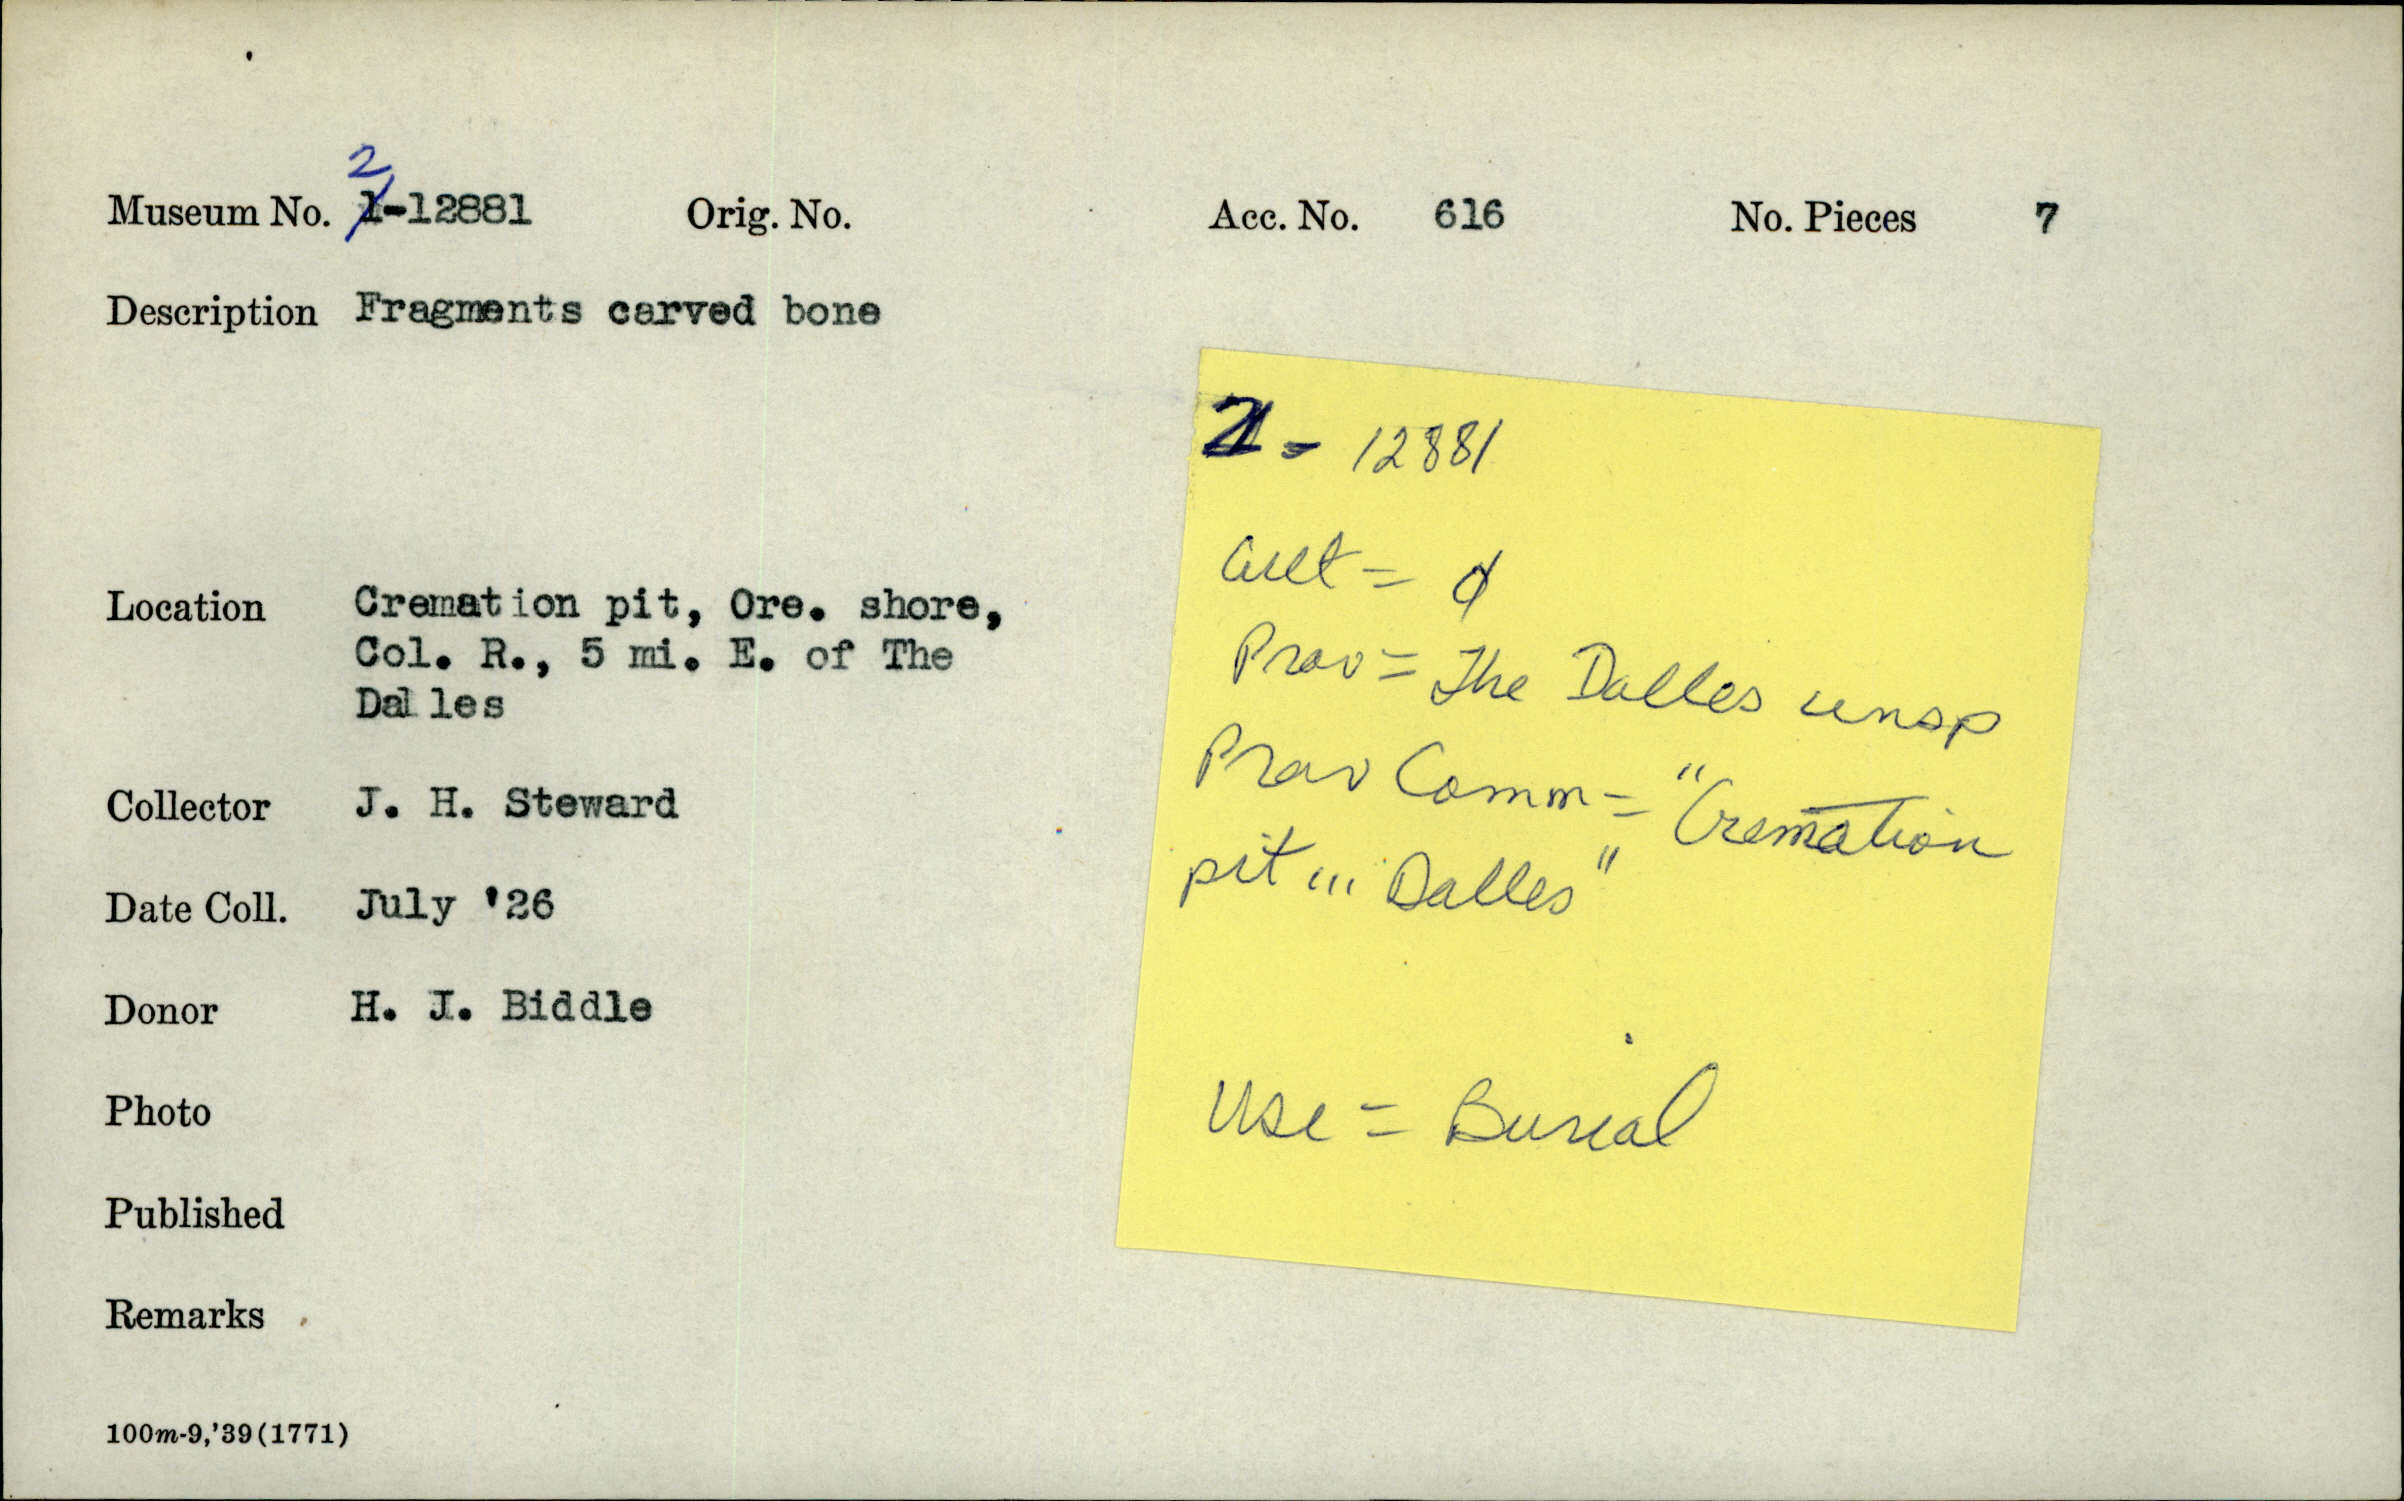 2
Museum No. 1-12881 Orig. No. Acc. No. 616 No. Pieces 7
Description Fragments carved bone
Location Cremation pit, Ore. shore,
Col. R., 5 mi. E. of The
Dalles
Collector J. H. Steward
Date Coll. July '26
Donor H. J. Biddle
Photo
Published
Remarks
100m-9,'39(1771)
2 - 12881
Cult = ∅
Prov = The Dalles unsp
Prov Comm = "Cremation
pit ... Dalles"
Use = Burial